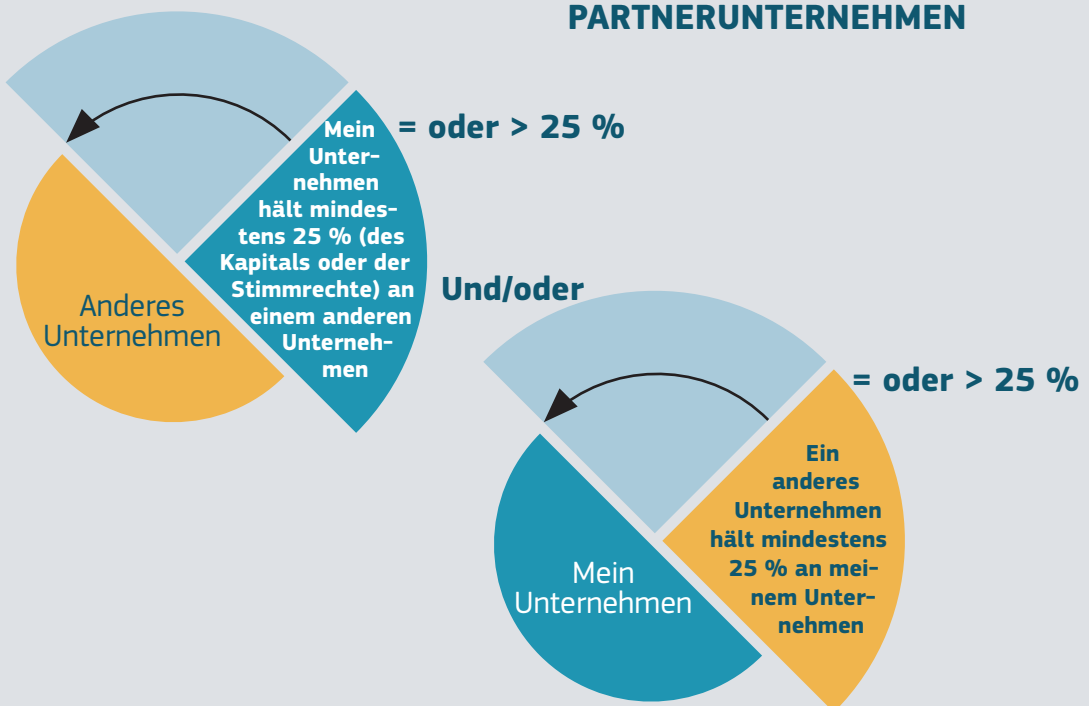 PARTNERUNTERNEHMEN
= oder > 25 %
Mein
Unter-
nehmen
hält mindes-
tens 25 % (des
Kapitals oder der
Stimmrechte) an
einem anderen
Unterneh-
men
Anderes
Unternehmen
Und/oder
= oder > 25 %
Ein
anderes
Unternehmen
hält mindestens
25 % an mei-
nem Unter-
nehmen
Mein
Unternehmen